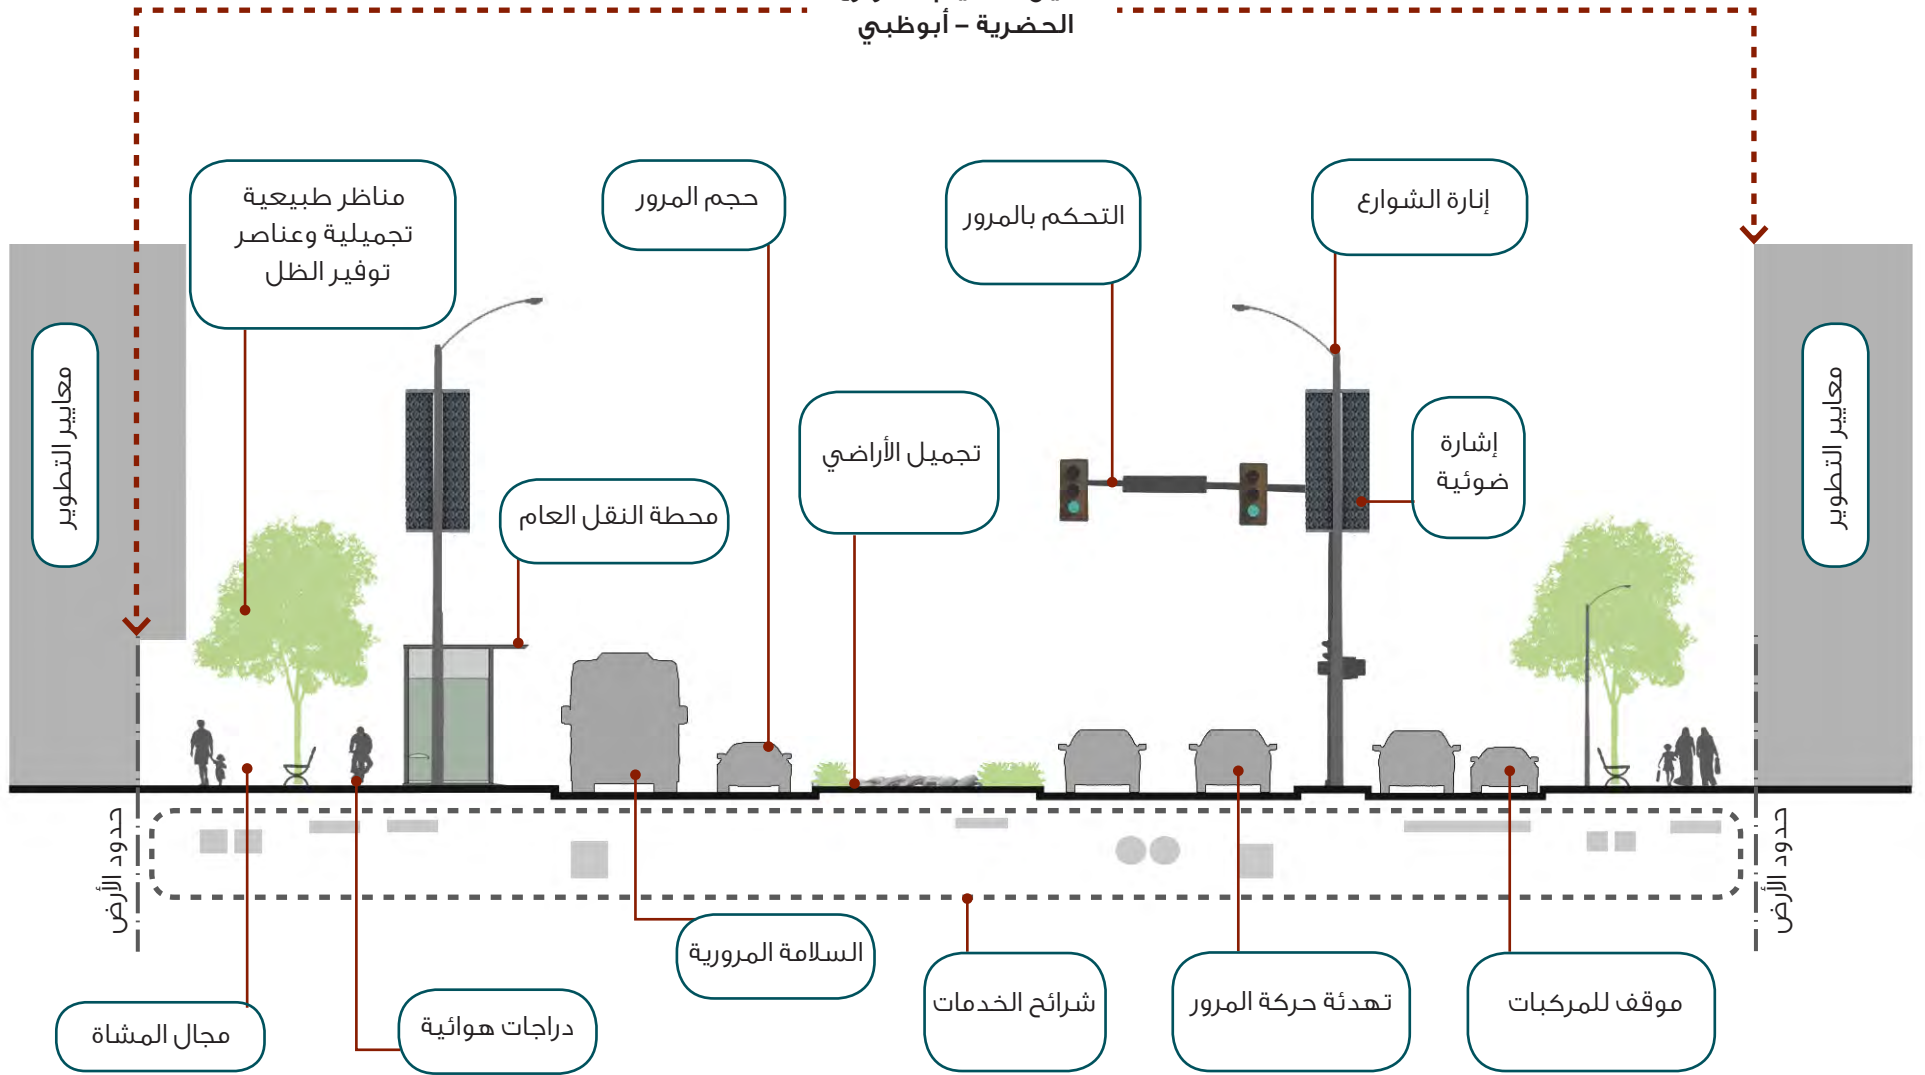 الحضرية – أبوظبي
إنارة الشوارع
التحكم بالمرور
حجم المرور
مناظر طبيعية
تجميلية وعناصر
توفير الظل
معايير التطوير
إشارة
ضوئية
تجميل الأراضي
محطة النقل العام
معايير التطوير
حدود الأرض
حدود الأرض
موقف للمركبات
تهدئة حركة المرور
شرائح الخدمات
السلامة المرورية
دراجات هوائية
مجال المشاة